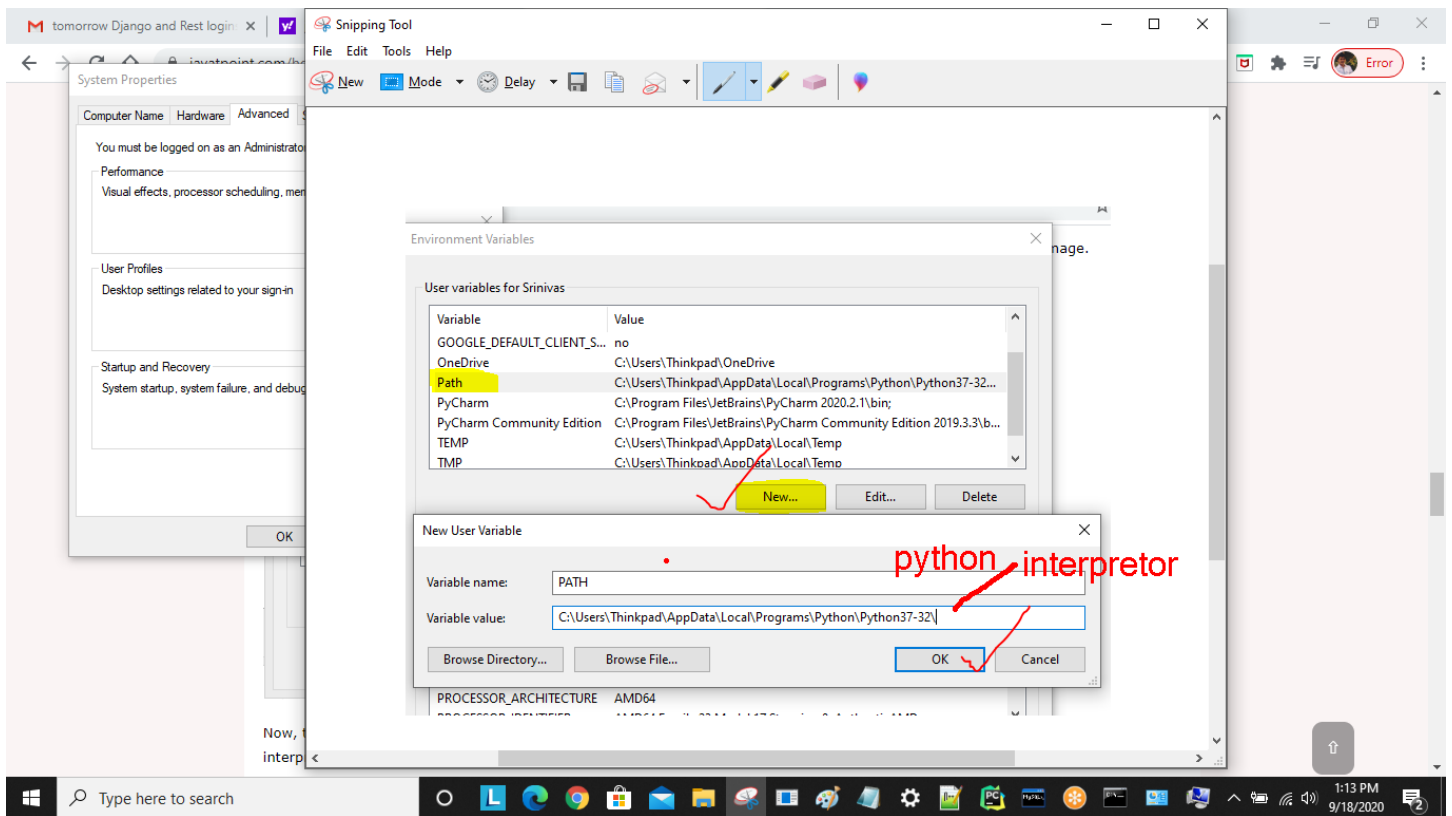 tomorrow Django and Rest login
Snipping Tool
File Edit Tools Help
New Mode Delay
Error
System Properties
Computer Name Hardware Advanced
You must be logged on as an Administrato
Performance
Visual effects, processor scheduling, mem
User Profiles
Desktop settings related to your sign-in
Startup and Recovery
System startup, system failure, and debug
OK
Environment Variables
mage.
User variables for Srinivas
Variable Value
GOOGLE_DEFAULT_CLIENT_S... no
OneDrive C:\Users\Thinkpad\OneDrive
Path C:\Users\Thinkpad\AppData\Local\Programs\Python\Python37-32...
PyCharm C:\Program Files\JetBrains\PyCharm 2020.2.1\bin;
PyCharm Community Edition C:\Program Files\JetBrains\PyCharm Community Edition 2019.3.3\b...
TEMP C:\Users\Thinkpad\AppData\Local\Temp
TMP C:\Users\Thinkpad\AppData\Local\Temp
New... Edit... Delete
New User Variable
python interpretor
Variable name: PATH
Variable value: C:\Users\Thinkpad\AppData\Local\Programs\Python\Python37-32\
Browse Directory... Browse File... OK Cancel
PROCESSOR_ARCHITECTURE AMD64
Now, t
interp
Type here to search
1:13 PM
9/18/2020